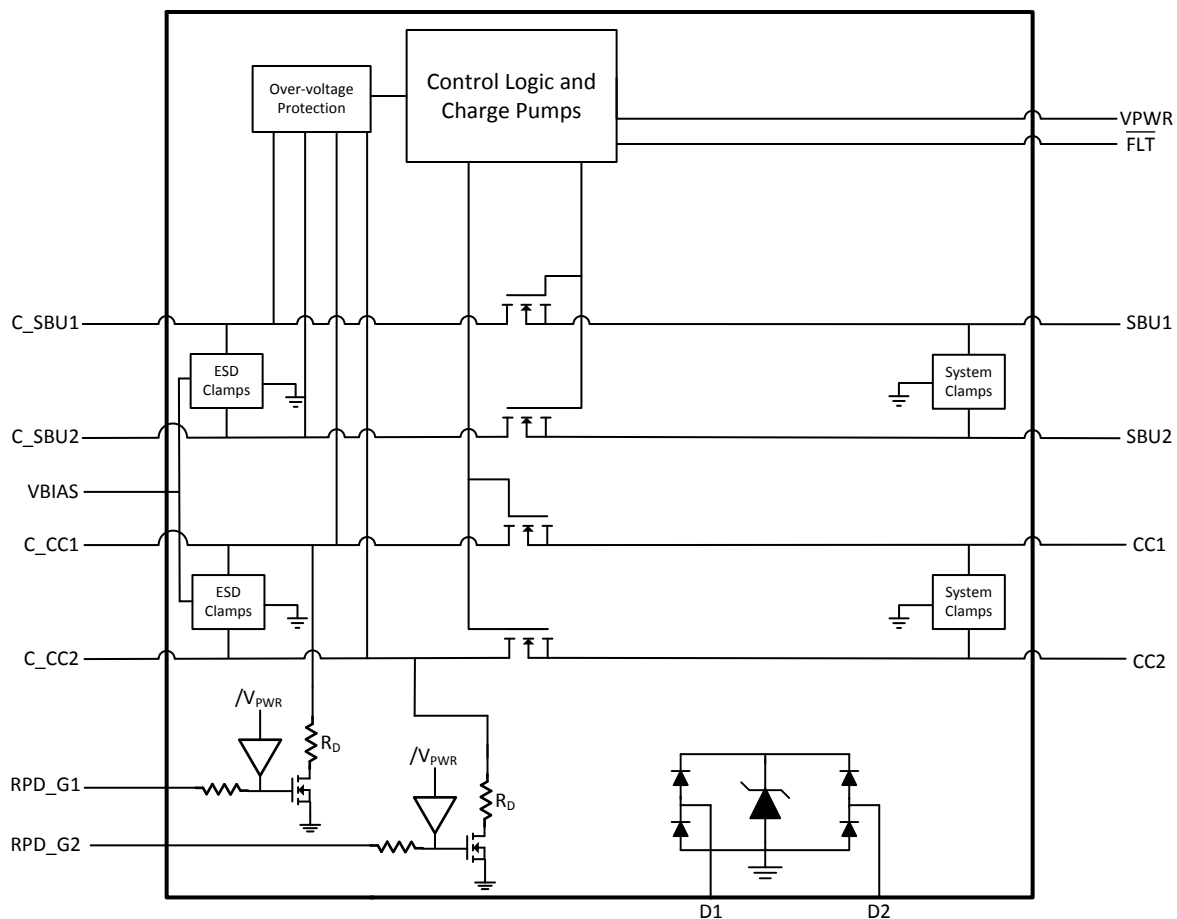 Control Logic and
Charge Pumps
Over-voltage
Protection
VPWR
FLT
C_SBU1
SBU1
ESD
Clamps
System
Clamps
C_SBU2
SBU2
VBIAS
C_CC1
CC1
ESD
Clamps
System
Clamps
C_CC2
CC2
/VPWR
RD
/VPWR
RPD_G1
RD
RPD_G2
D1
D2